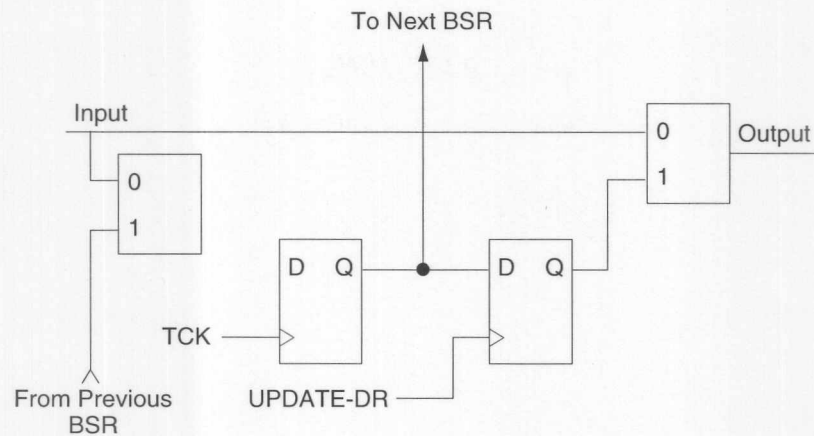 To Next BSR
Input
0
1
0
1
Output
D Q
D Q
TCK
UPDATE-DR
From Previous
BSR